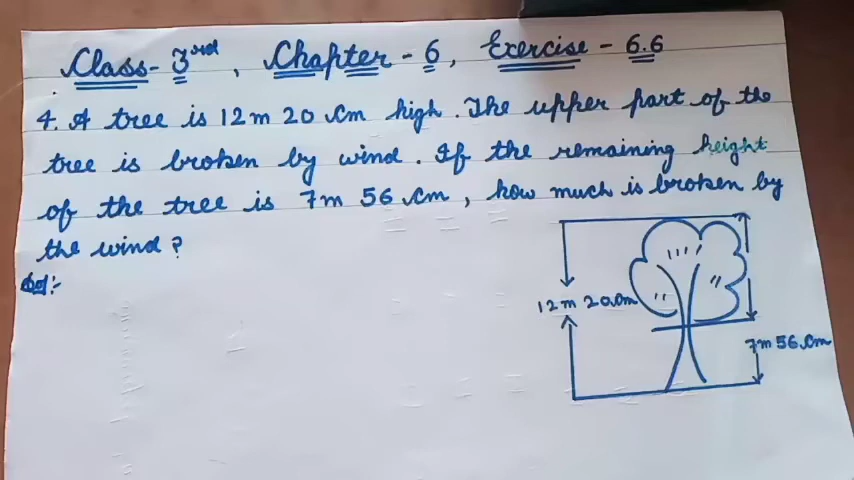 Class - 3rd, Chapter - 6, Exercise - 6.6
4. A tree is 12m 20 cm high. The upper part of the
tree is broken by wind. If the remaining height
of the tree is 7m 56 cm, how much is broken by
the wind?
Sol:-
12m 20cm
7m 56 cm